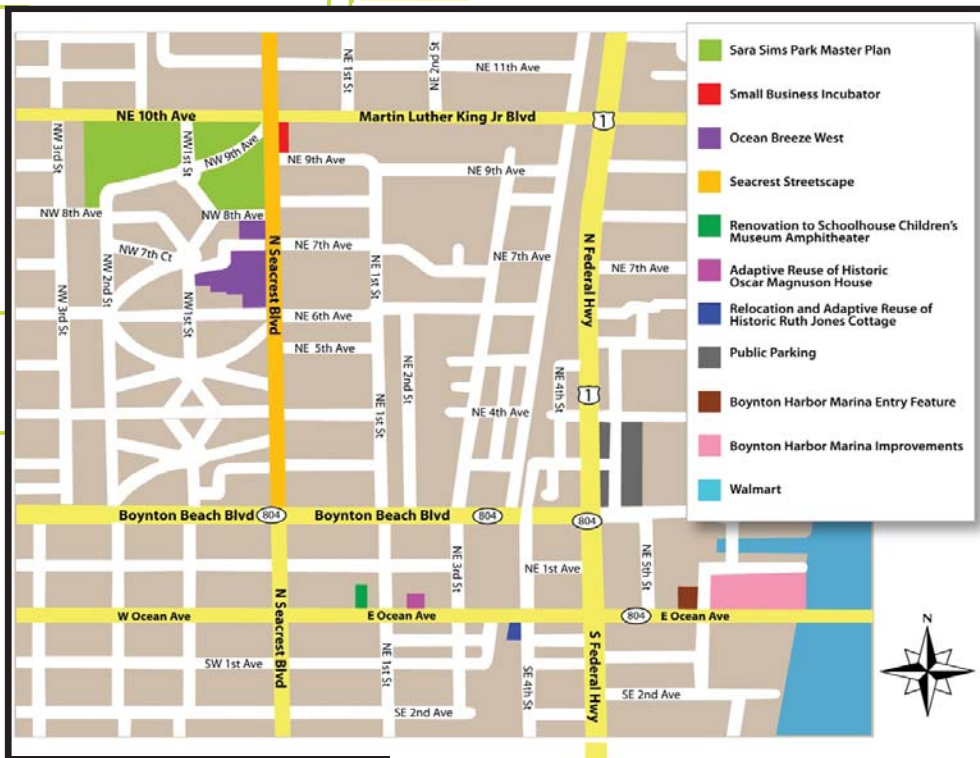 NE 1st St
NE 2nd St
NE 11th Ave
NE 10th Ave
Martin Luther King Jr Blvd
1
NW 3rd St
NW1st St
NW 9th Ave
NE 9th Ave
NE 9th Ave
NW 8th Ave
NW 8th Ave
NW 7th Ct
NE 7th Ave
NE 7th Ave
NE 7th Ave
N Seacrest Blvd
N Federal Hwy
NW 2nd St
NW 3rd St
NW1st St
NE 1st St
NE 6th Ave
NE 5th Ave
NE 2nd St
NE 4th St
1
NE 1st St
NE 4th Ave
Boynton Beach Blvd
804
Boynton Beach Blvd
804
804
NE 3rd St
NE 1st Ave
NE 5th St
W Ocean Ave
N Seacrest Blvd
E Ocean Ave
804
E Ocean Ave
SW 1st Ave
NE 1st St
SE 4th St
S Federal Hwy
SE 2nd Ave
SE 2nd Ave
Sara Sims Park Master Plan
Small Business Incubator
Ocean Breeze West
Seacrest Streetscape
Renovation to Schoolhouse Children's
Museum Amphitheater
Adaptive Reuse of Historic
Oscar Magnuson House
Relocation and Adaptive Reuse of
Historic Ruth Jones Cottage
Public Parking
Boynton Harbor Marina Entry Feature
Boynton Harbor Marina Improvements
Walmart
N